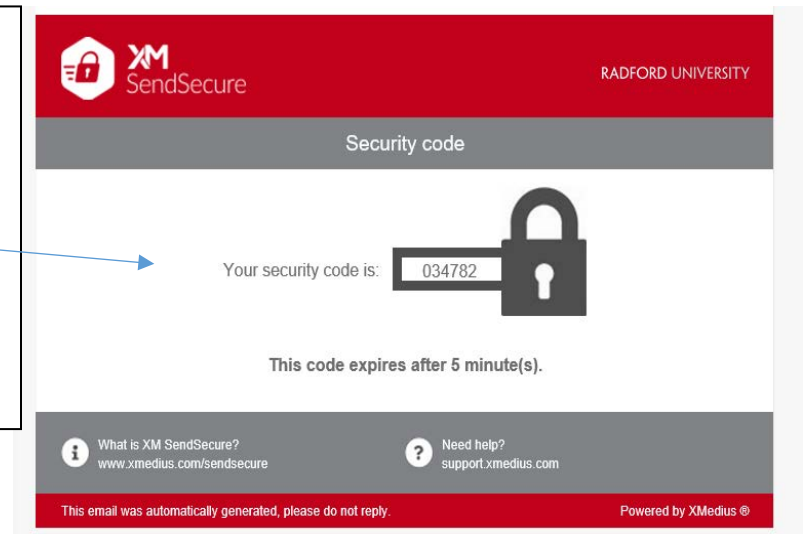 XM
SendSecure
RADFORD UNIVERSITY
Security code
Your security code is: 034782
This code expires after 5 minute(s).
What is XM SendSecure?
www.xmedius.com/sendsecure
Need help?
support.xmedius.com
This email was automatically generated, please do not reply.
Powered by XMedius ®